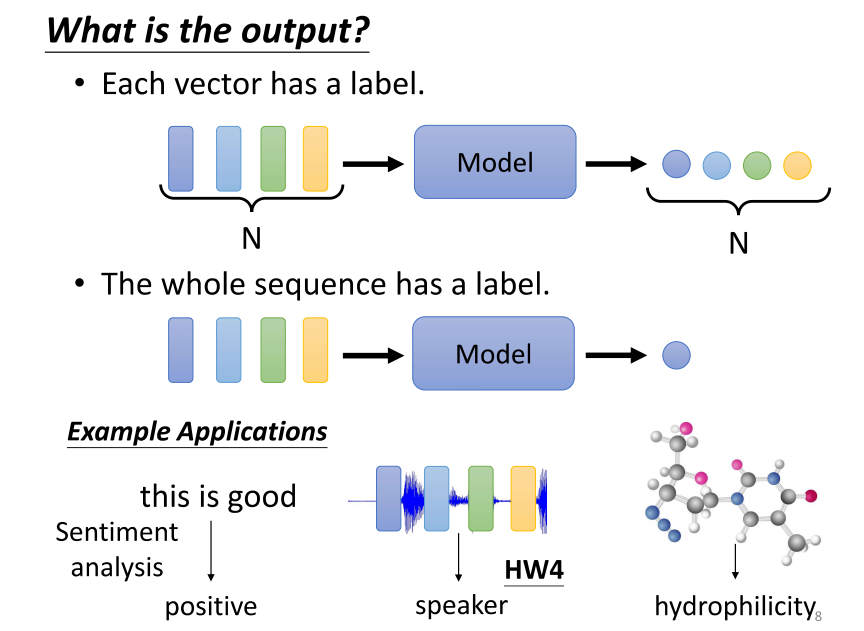 What is the output?
• Each vector has a label.
Model
N
N
• The whole sequence has a label.
Model
Example Applications
this is good
Sentiment
analysis
positive
HW4
speaker
hydrophilicity
8